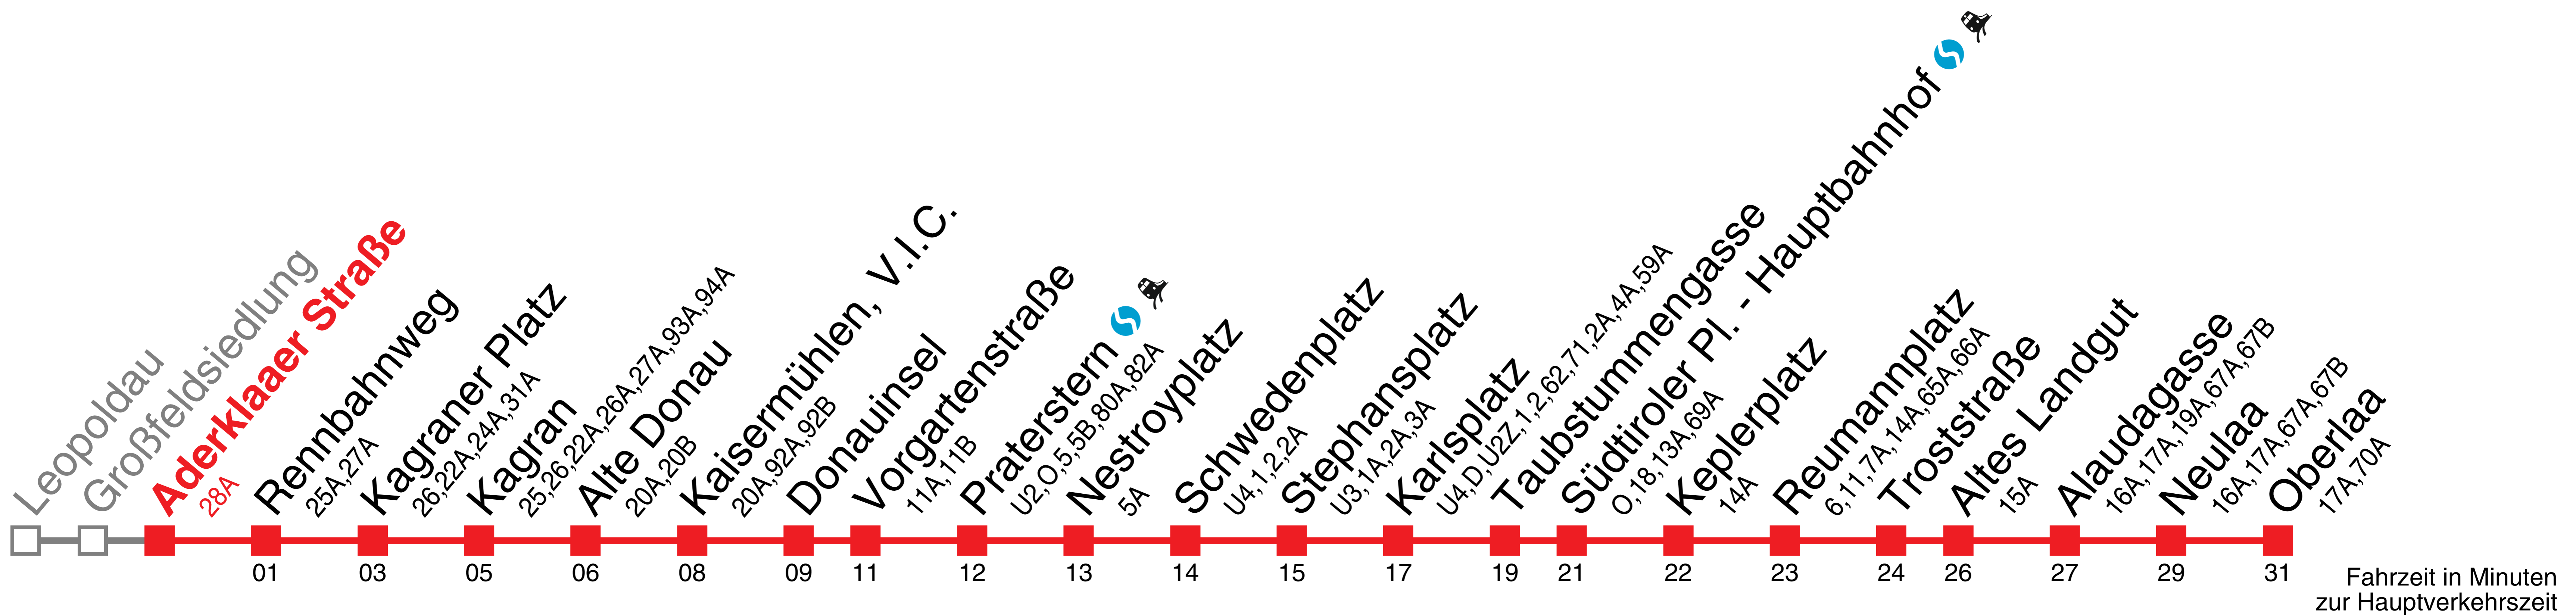 Leopoldau
Großfeldsiedlung
Aderklaaer Straße
28A
Rennbahnweg
25A,27A
Kagraner Platz
26,22A,24A,31A
Kagran
25,26,22A,26A,27A,93A,94A
Alte Donau
20A,20B
Kaisermühlen, V.I.C.
20A,92A,92B
Donauinsel
Vorgartenstraße
11A,11B
Praterstern
U2,O,5,5B,80A,82A
Nestroyplatz
5A
Schwedenplatz
U4,1,2,2A
Stephansplatz
U3,1A,2A,3A
Karlsplatz
U4,D,U2Z,1,2,62,71,2A,4A,59A
Taubstummengasse
Südtiroler Pl. - Hauptbahnhof
O,18,13A,69A
Keplerplatz
14A
Reumannplatz
6,11,7A,14A,65A,66A
Troststraße
Altes Landgut
15A
Alaudagasse
16A,17A,19A,67A,67B
Neulaa
16A,17A,67A,67B
Oberlaa
17A,70A
01 03 05 06 08 09 11 12 13 14 15 17 19 21 22 23 24 26 27 29 31
Fahrzeit in Minuten
zur Hauptverkehrszeit